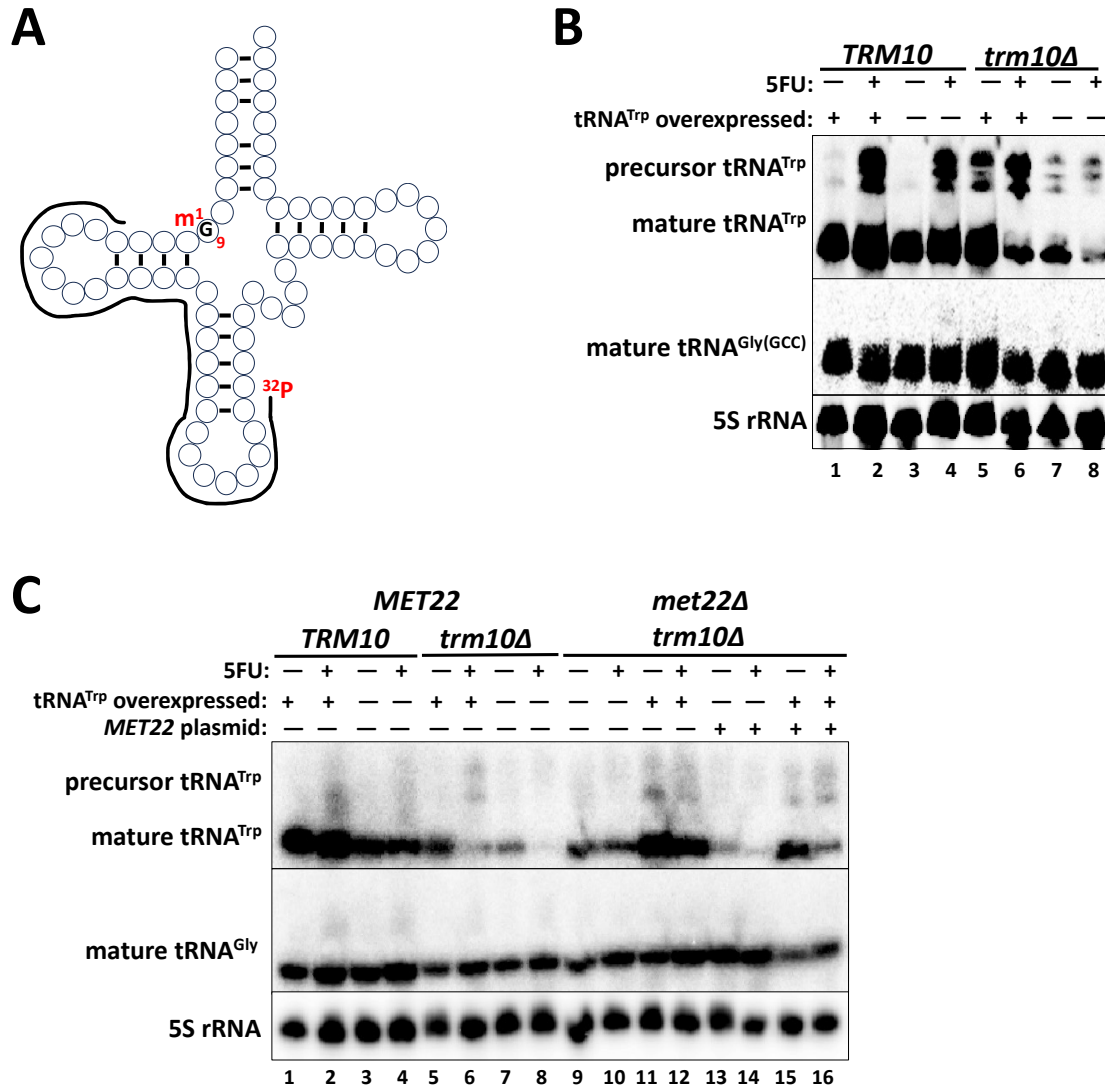 A
m¹
G
9
³²P
B
TRM10 trm10Δ
5FU: — + — + — + — +
tRNAᵀʳᵖ overexpressed: + + — — + + — —
precursor tRNAᵀʳᵖ
mature tRNAᵀʳᵖ
mature tRNAᴳˡʸ⁽ᴳᶜᶜ⁾
5S rRNA
1 2 3 4 5 6 7 8
C
MET22 met22Δ
TRM10 trm10Δ trm10Δ
5FU: — + — + — + — + — + — + — + — +
tRNAᵀʳᵖ overexpressed: + + — — + + — — — — + + — — + +
MET22 plasmid: — — — — — — — — — — — — + + + +
precursor tRNAᵀʳᵖ
mature tRNAᵀʳᵖ
mature tRNAᴳˡʸ
5S rRNA
1 2 3 4 5 6 7 8 9 10 11 12 13 14 15 16